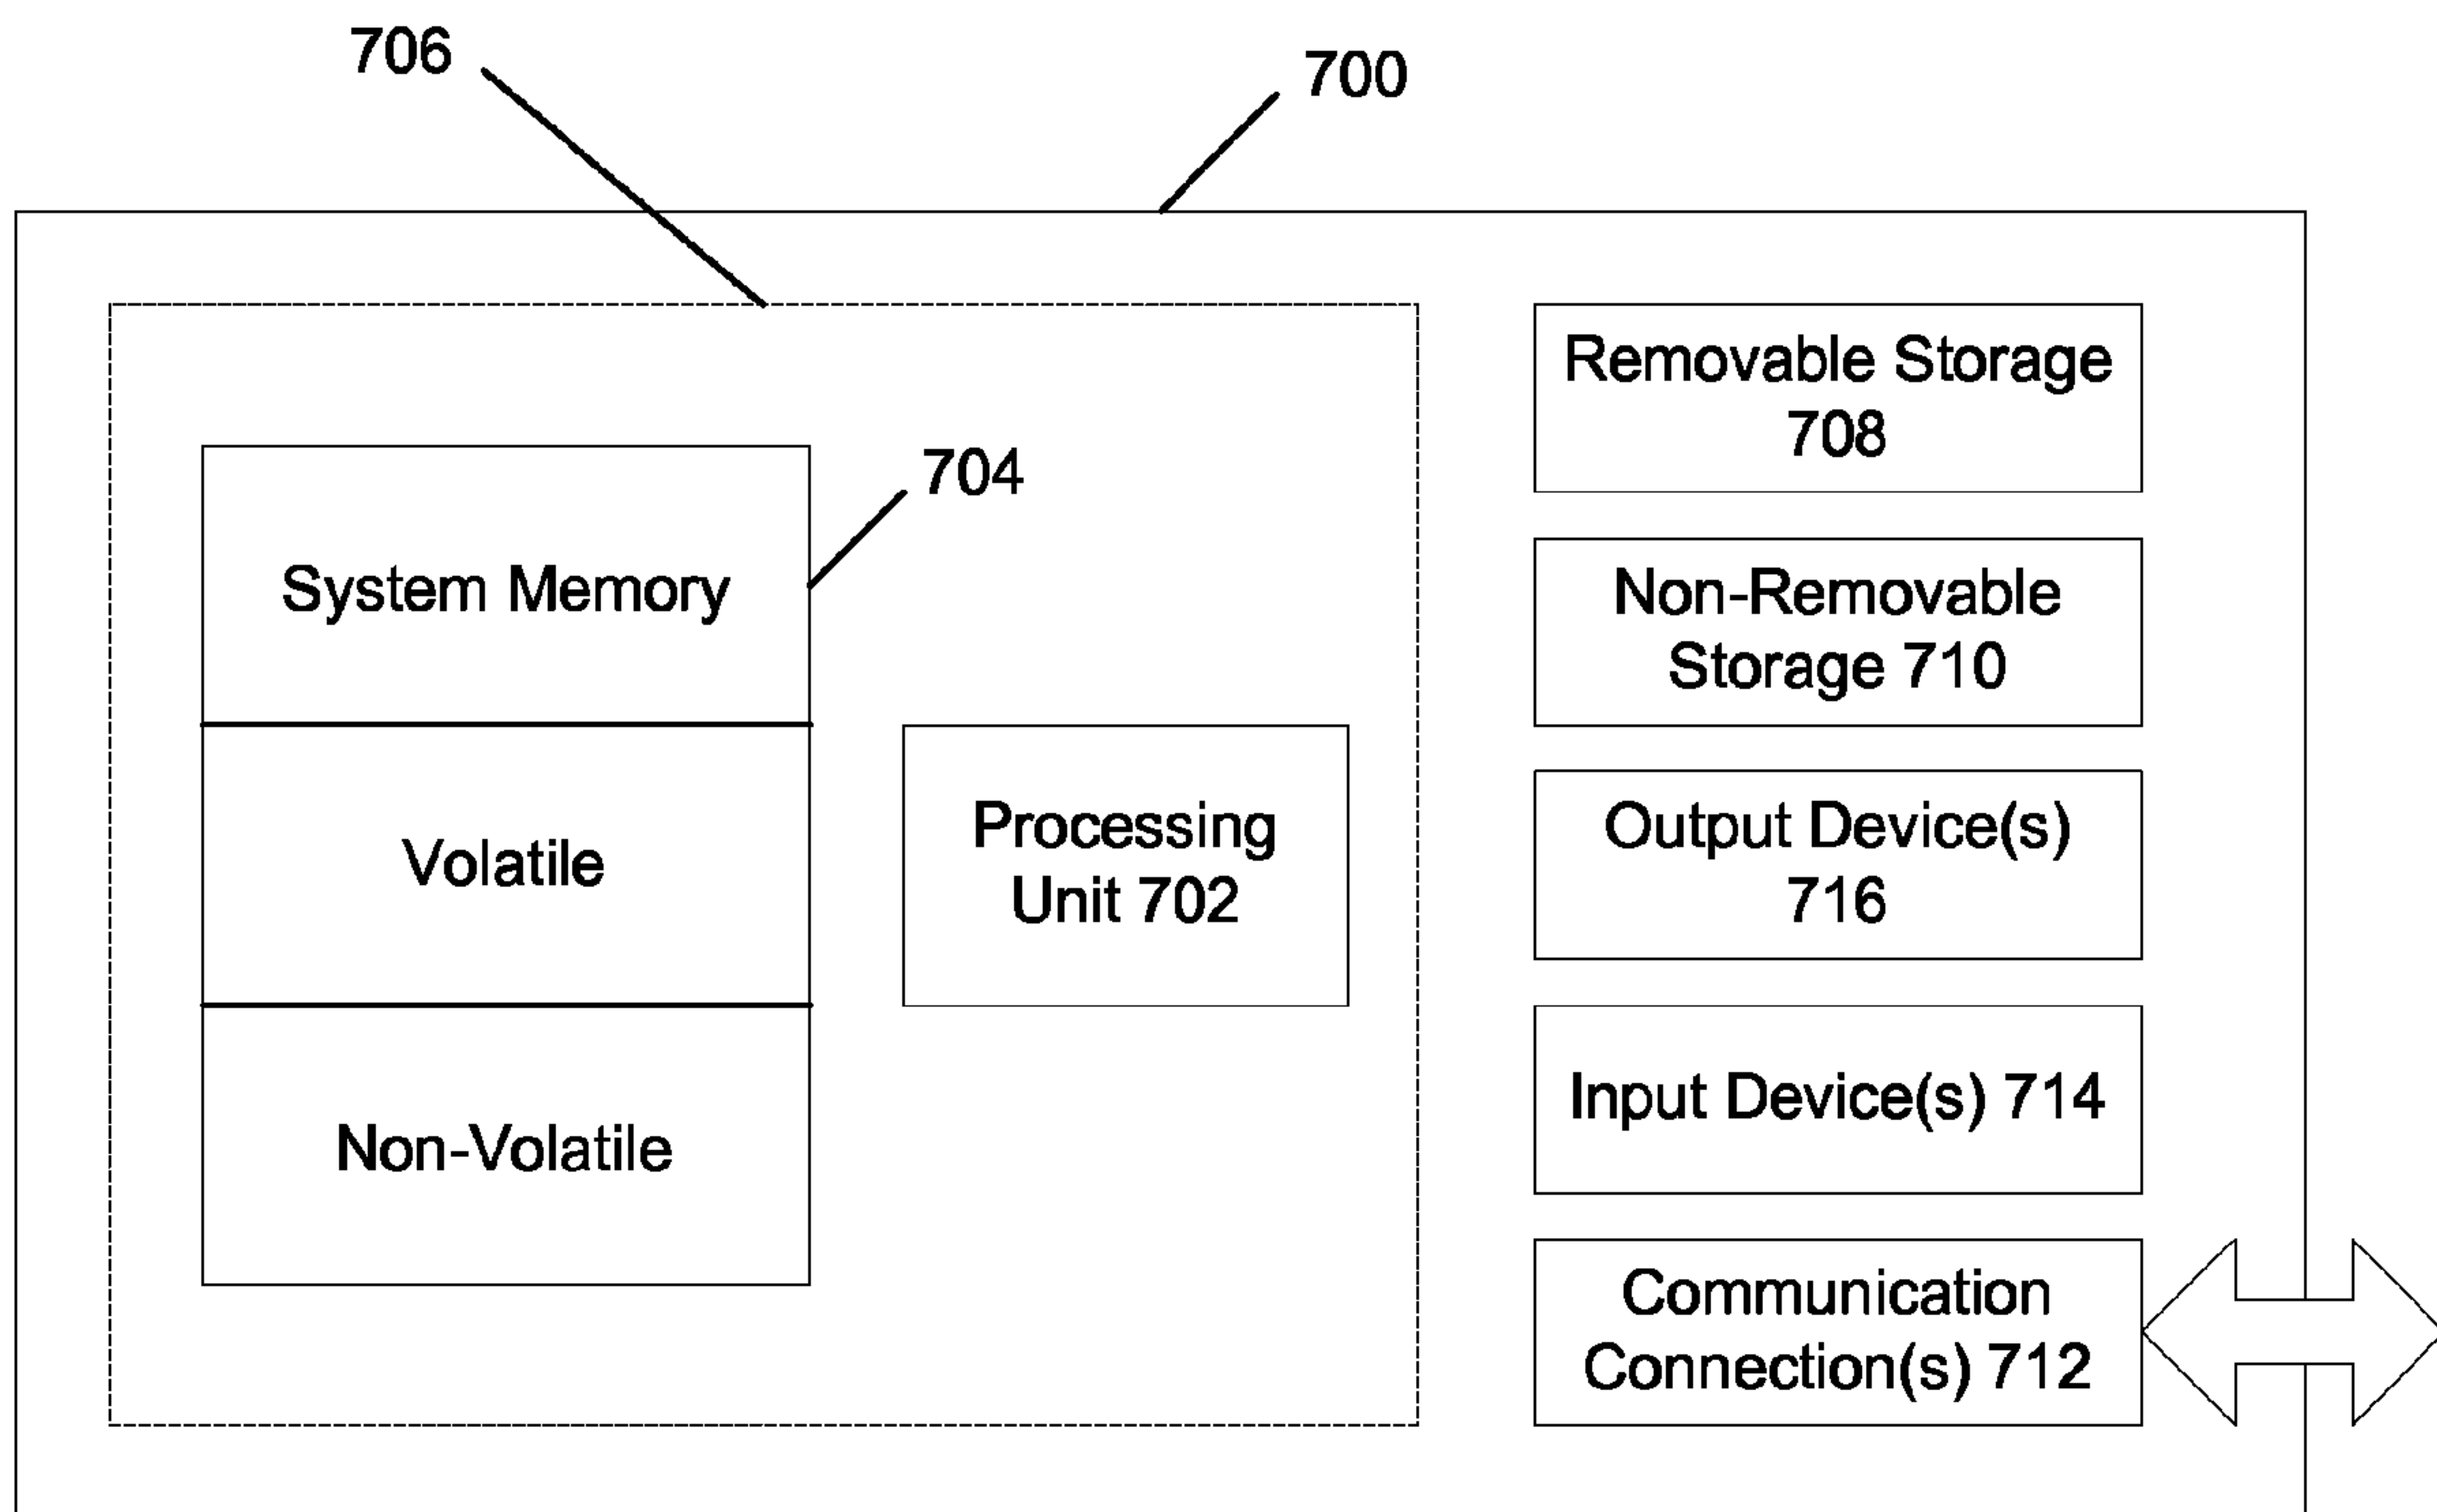 706
700
704
System Memory
Volatile
Non-Volatile
Processing
Unit 702
Removable Storage
708
Non-Removable
Storage 710
Output Device(s)
716
Input Device(s) 714
Communication
Connection(s) 712